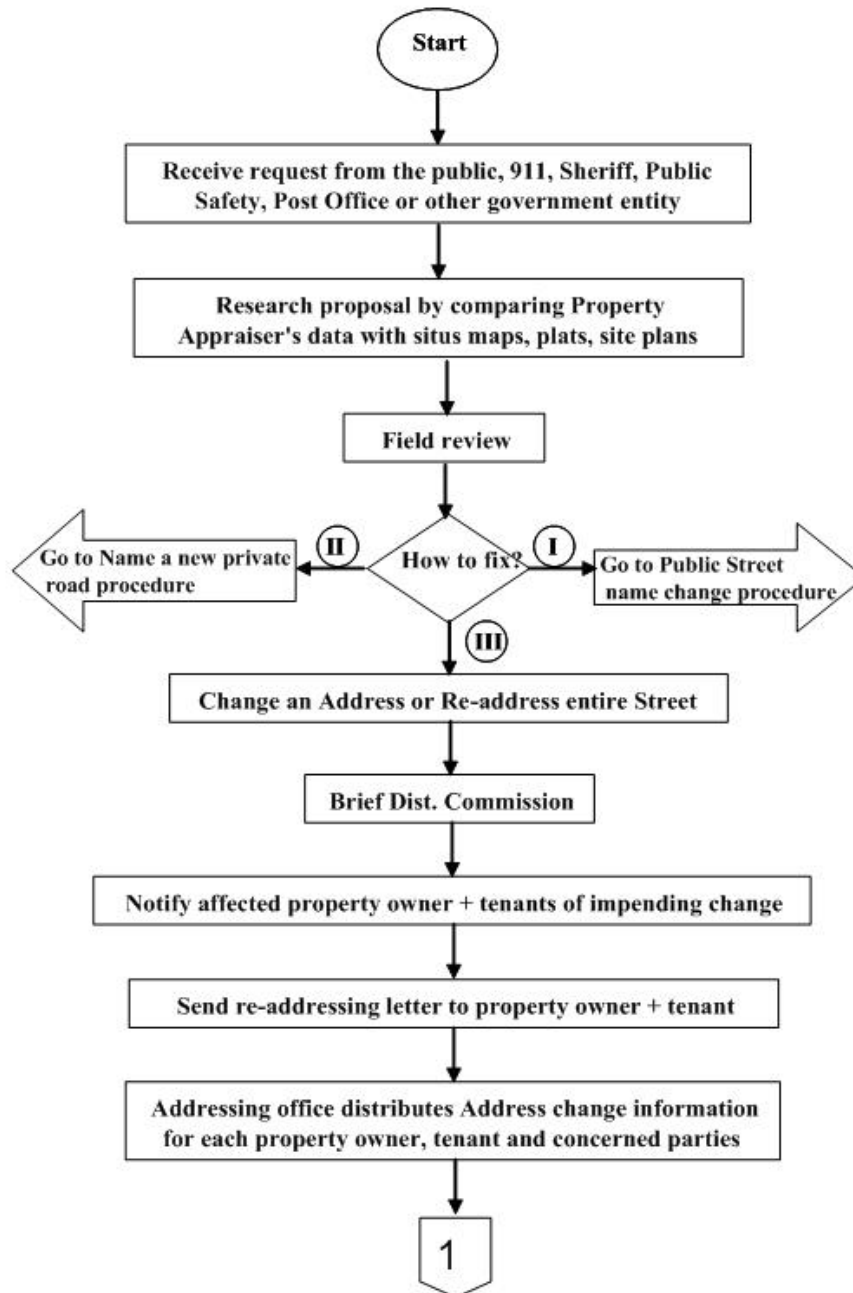 Start
Receive request from the public, 911, Sheriff, Public
Safety, Post Office or other government entity
Research proposal by comparing Property
Appraiser's data with situs maps, plats, site plans
Field review
Go to Name a new private
road procedure
II
How to fix?
I
Go to Public Street
name change procedure
III
Change an Address or Re-address entire Street
Brief Dist. Commission
Notify affected property owner + tenants of impending change
Send re-addressing letter to property owner + tenant
Addressing office distributes Address change information
for each property owner, tenant and concerned parties
1